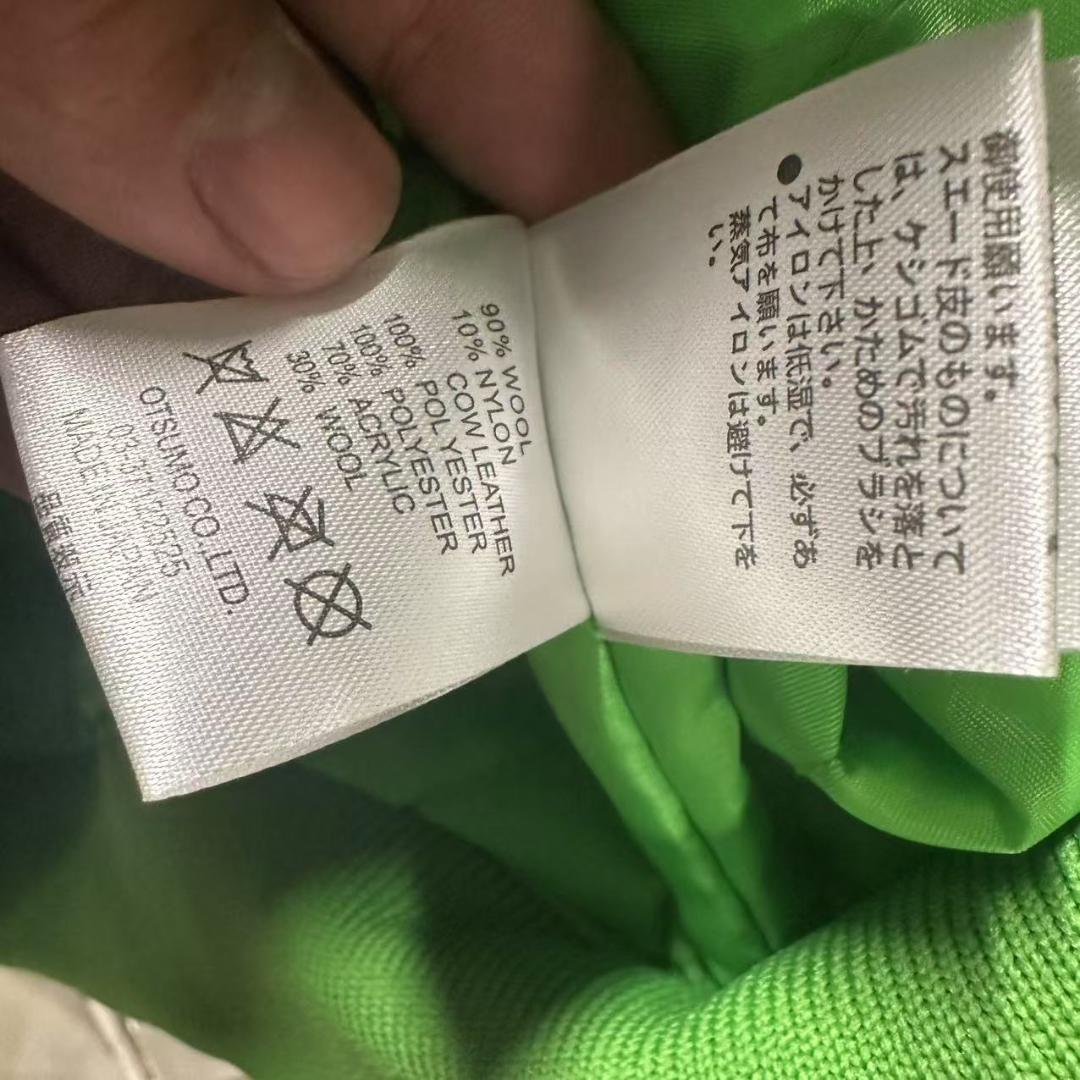 御使用願います。
スエード皮のものについて
は、ケシゴムで汚れを落と
した上、かためのブラシを
かけて下さい。
●アイロンは低温で、必ずあ
て布を願います。
蒸気アイロンは避けて下さ
い。
90% WOOL
10% NYLON
COW LEATHER
100% POLYESTER
100% POLYESTER
70% ACRYLIC
30% WOOL
OTSUMO CO.,LTD.
MADE IN JAPAN